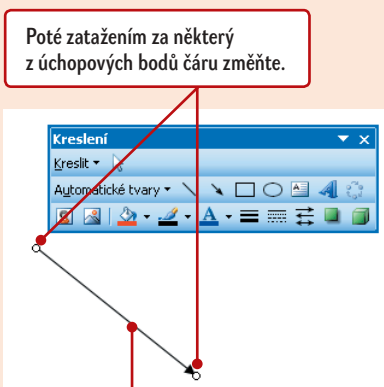 Poté zatažením za některý
z úchopových bodů čáru změňte.
Kreslení
Kreslit
Automatické tvary